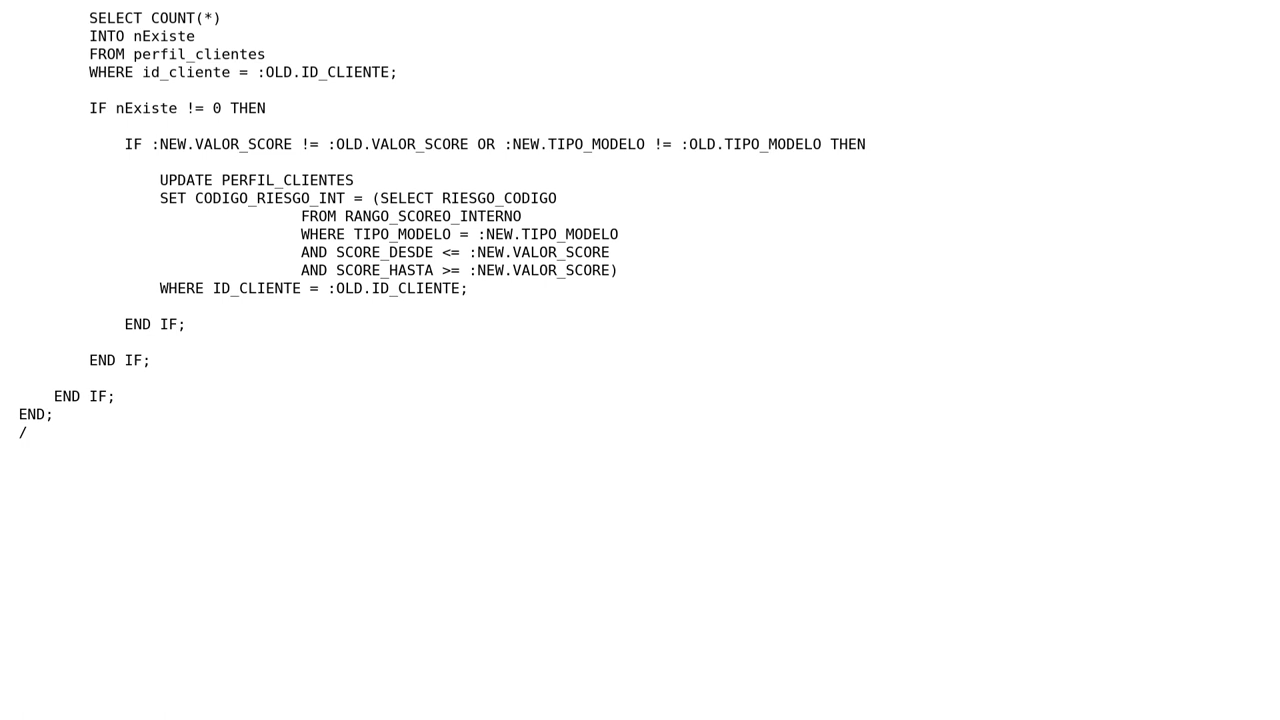 SELECT COUNT(*)
INTO nExiste
FROM perfil_clientes
WHERE id_cliente = :OLD.ID_CLIENTE;
IF nExiste != 0 THEN
IF :NEW.VALOR_SCORE != :OLD.VALOR_SCORE OR :NEW.TIPO_MODELO != :OLD.TIPO_MODELO THEN
UPDATE PERFIL_CLIENTES
SET CODIGO_RIESGO_INT = (SELECT RIESGO_CODIGO
FROM RANGO_SCOREO_INTERNO
WHERE TIPO_MODELO = :NEW.TIPO_MODELO
AND SCORE_DESDE <= :NEW.VALOR_SCORE
AND SCORE_HASTA >= :NEW.VALOR_SCORE)
WHERE ID_CLIENTE = :OLD.ID_CLIENTE;
END IF;
END IF;
END IF;
END;
/